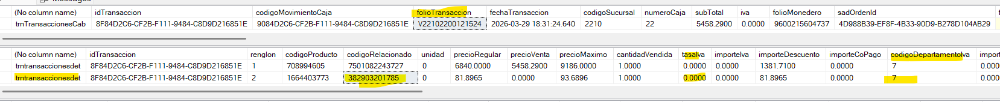 Messages
(No column name) idTransaccion codigoMovimientoCaja folioTransaccion fechaTransaccion codigoSucursal numeroCaja subTotal iva folioMonedero sadOrdenId
trnTransaccionesCab 8F84D2C6-CF2B-F111-9484-C8D9D216851E 9084D2C6-CF2B-F111-9484-C8D9D216851E V22102200121524 2026-03-29 18:31:24.640 2210 22 5458.2900 0.0000 9600215604737 4D988B39-EF8F-4B33-90D9-B278D104AB29
(No column name) idTransaccion renglon codigoProducto codigoRelacionado unidad precioRegular precioVenta precioMaximo cantidadVendida tasaIva importeIva importeDescuento importeCoPago codigoDepartamentoIva import
trntransaccionesdet 8F84D2C6-CF2B-F111-9484-C8D9D216851E 1 708994605 7501082243727 0 6840.0000 5458.2900 9186.0000 1.0000 0.0000 0.0000 1381.7100 0.0000 7 0.0000
trntransaccionesdet 8F84D2C6-CF2B-F111-9484-C8D9D216851E 2 1664403773 382903201785 0 81.8965 0.0000 93.6896 1.0000 0.0000 0.0000 81.8965 0.0000 7 0.000